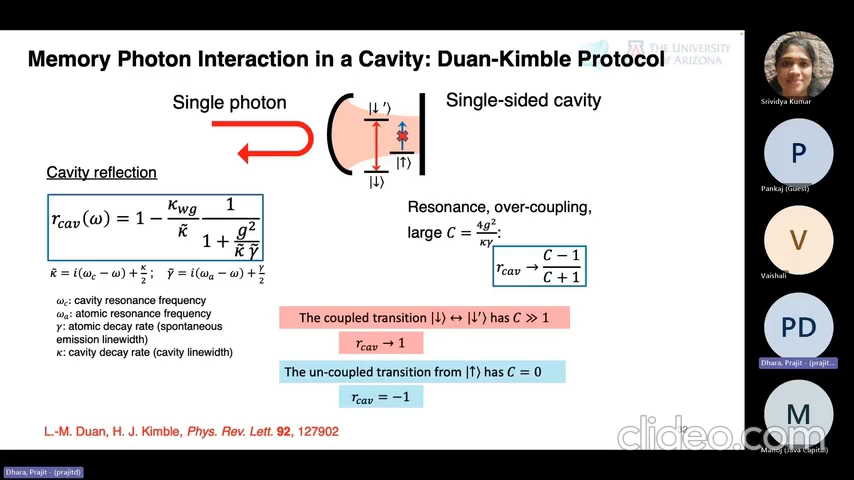 THE UNIVERSITY
OF ARIZONA
Memory Photon Interaction in a Cavity: Duan-Kimble Protocol
Single photon
|↓ ′⟩
Single-sided cavity
|↑⟩
|↓⟩
Cavity reflection
r_cav(ω) = 1 − κ_wg/κ̃ · 1/(1 + g²/(κ̃ γ̃))
κ̃ = i(ω_c − ω) + κ/2 ; γ̃ = i(ω_a − ω) + γ/2
ω_c: cavity resonance frequency
ω_a: atomic resonance frequency
γ: atomic decay rate (spontaneous
emission linewidth)
κ: cavity decay rate (cavity linewidth)
Resonance, over-coupling,
large C = 4g²/κγ:
r_cav → (C − 1)/(C + 1)
The coupled transition |↓⟩ ↔ |↓′⟩ has C ≫ 1
r_cav → 1
The un-coupled transition from |↑⟩ has C = 0
r_cav = −1
L.-M. Duan, H. J. Kimble, Phys. Rev. Lett. 92, 127902
clideo.com
Dhara, Prajit - (prajitd)
Srividya Kumar
P
Pankaj (Guest)
V
Vaishali
PD
Dhara, Prajit - (prajit...
M
Manoj (Java Capital)